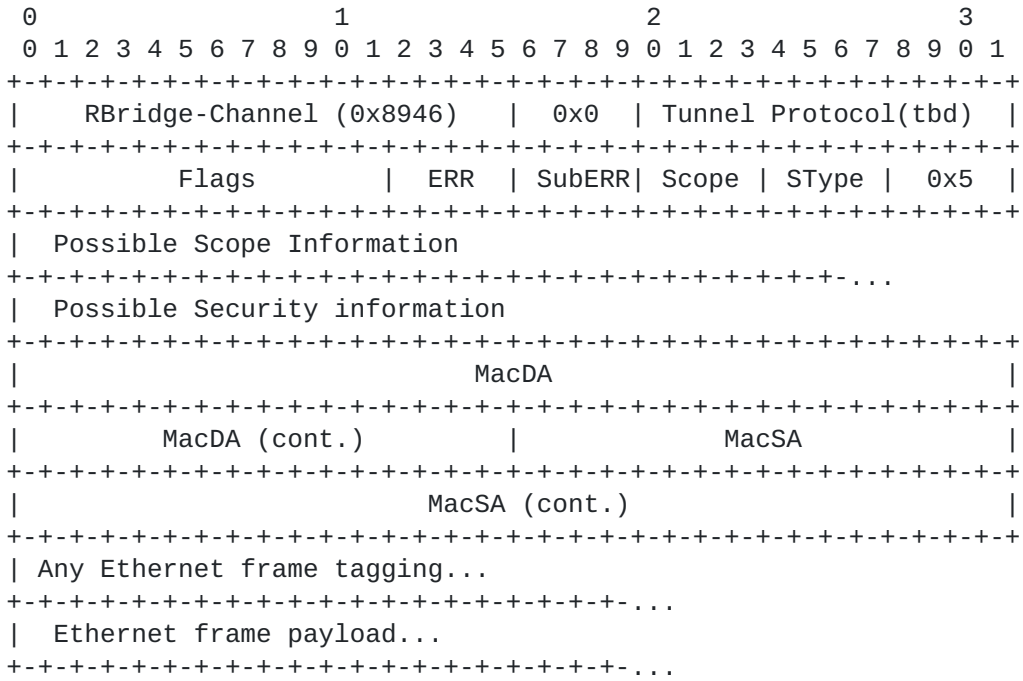 0                   1                   2                   3
 0 1 2 3 4 5 6 7 8 9 0 1 2 3 4 5 6 7 8 9 0 1 2 3 4 5 6 7 8 9 0 1
+-+-+-+-+-+-+-+-+-+-+-+-+-+-+-+-+-+-+-+-+-+-+-+-+-+-+-+-+-+-+-+-+
|    RBridge-Channel (0x8946)   |  0x0  | Tunnel Protocol(tbd)  |
+-+-+-+-+-+-+-+-+-+-+-+-+-+-+-+-+-+-+-+-+-+-+-+-+-+-+-+-+-+-+-+-+
|          Flags        |  ERR  | SubERR| Scope | SType |  0x5  |
+-+-+-+-+-+-+-+-+-+-+-+-+-+-+-+-+-+-+-+-+-+-+-+-+-+-+-+-+-+-+-+-+
|  Possible Scope Information
+-+-+-+-+-+-+-+-+-+-+-+-+-+-+-+-+-+-+-+-+-+-+-+-+-+-+-...
|  Possible Security information
+-+-+-+-+-+-+-+-+-+-+-+-+-+-+-+-+-+-+-+-+-+-+-+-+-+-+-+-+-+-+-+-+
|                             MacDA                             |
+-+-+-+-+-+-+-+-+-+-+-+-+-+-+-+-+-+-+-+-+-+-+-+-+-+-+-+-+-+-+-+-+
|         MacDA (cont.)         |             MacSA             |
+-+-+-+-+-+-+-+-+-+-+-+-+-+-+-+-+-+-+-+-+-+-+-+-+-+-+-+-+-+-+-+-+
|                          MacSA (cont.)                        |
+-+-+-+-+-+-+-+-+-+-+-+-+-+-+-+-+-+-+-+-+-+-+-+-+-+-+-+-+-+-+-+-+
| Any Ethernet frame tagging...
+-+-+-+-+-+-+-+-+-+-+-+-+-+-+-+-+-+-+-+-...
|  Ethernet frame payload...
+-+-+-+-+-+-+-+-+-+-+-+-+-+-+-+-+-+-+-+-...